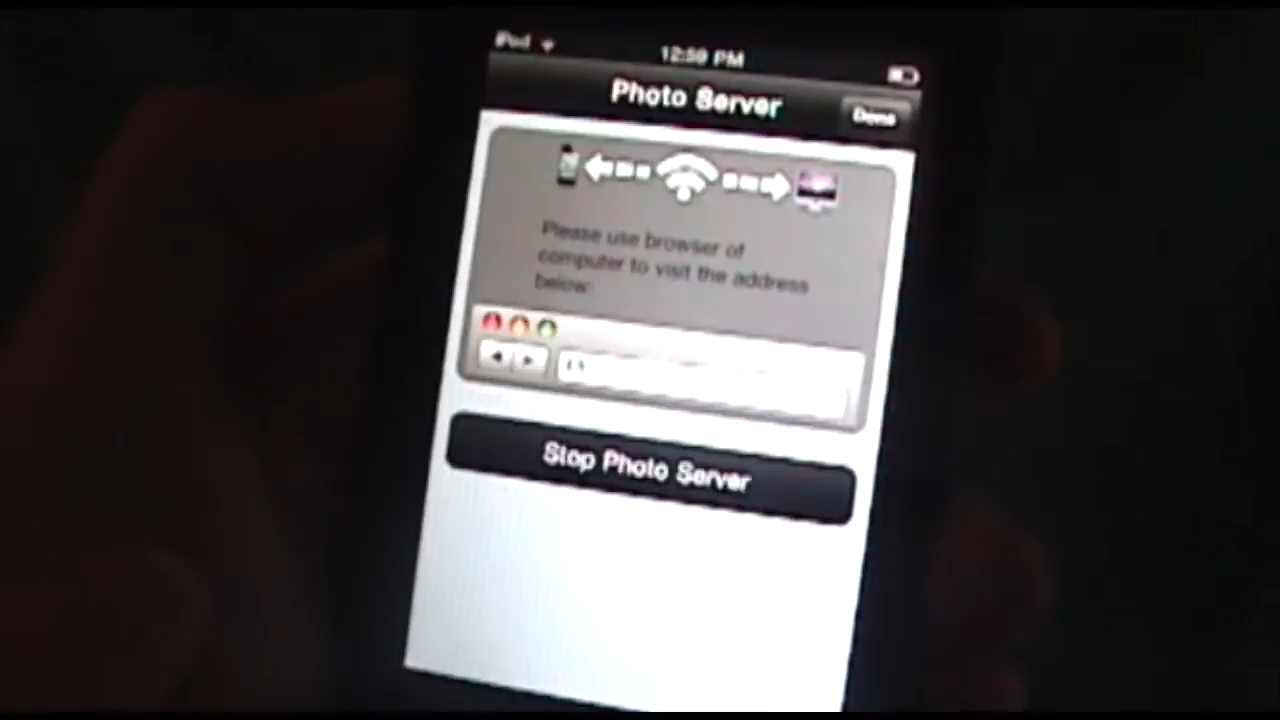 iPod 12:59 PM
Photo Server
Done
Please use browser of
computer to visit the address
below:
Stop Photo Server